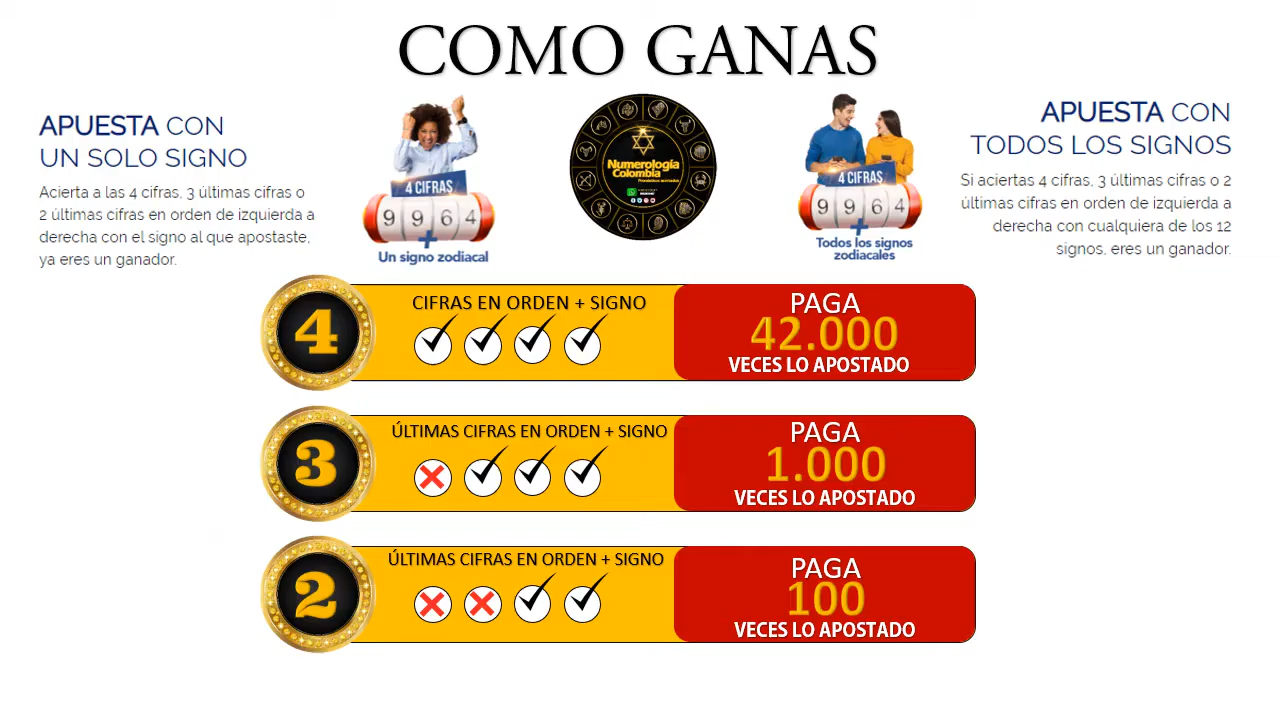 COMO GANAS
APUESTA CON
UN SOLO SIGNO
Acierta a las 4 cifras, 3 últimas cifras o
2 últimas cifras en orden de izquierda a
derecha con el signo al que apostaste,
ya eres un ganador.
4 CIFRAS
9 9 6 4
+
Un signo zodiacal
Numerología
Colombia
APUESTA CON
TODOS LOS SIGNOS
Si aciertas 4 cifras, 3 últimas cifras o 2
últimas cifras en orden de izquierda a
derecha con cualquiera de los 12
signos, eres un ganador.
4 CIFRAS
9 9 6 4
+
Todos los signos
zodiacales
4
CIFRAS EN ORDEN + SIGNO
PAGA
42.000
VECES LO APOSTADO
3
ÚLTIMAS CIFRAS EN ORDEN + SIGNO
PAGA
1.000
VECES LO APOSTADO
2
ÚLTIMAS CIFRAS EN ORDEN + SIGNO
PAGA
100
VECES LO APOSTADO